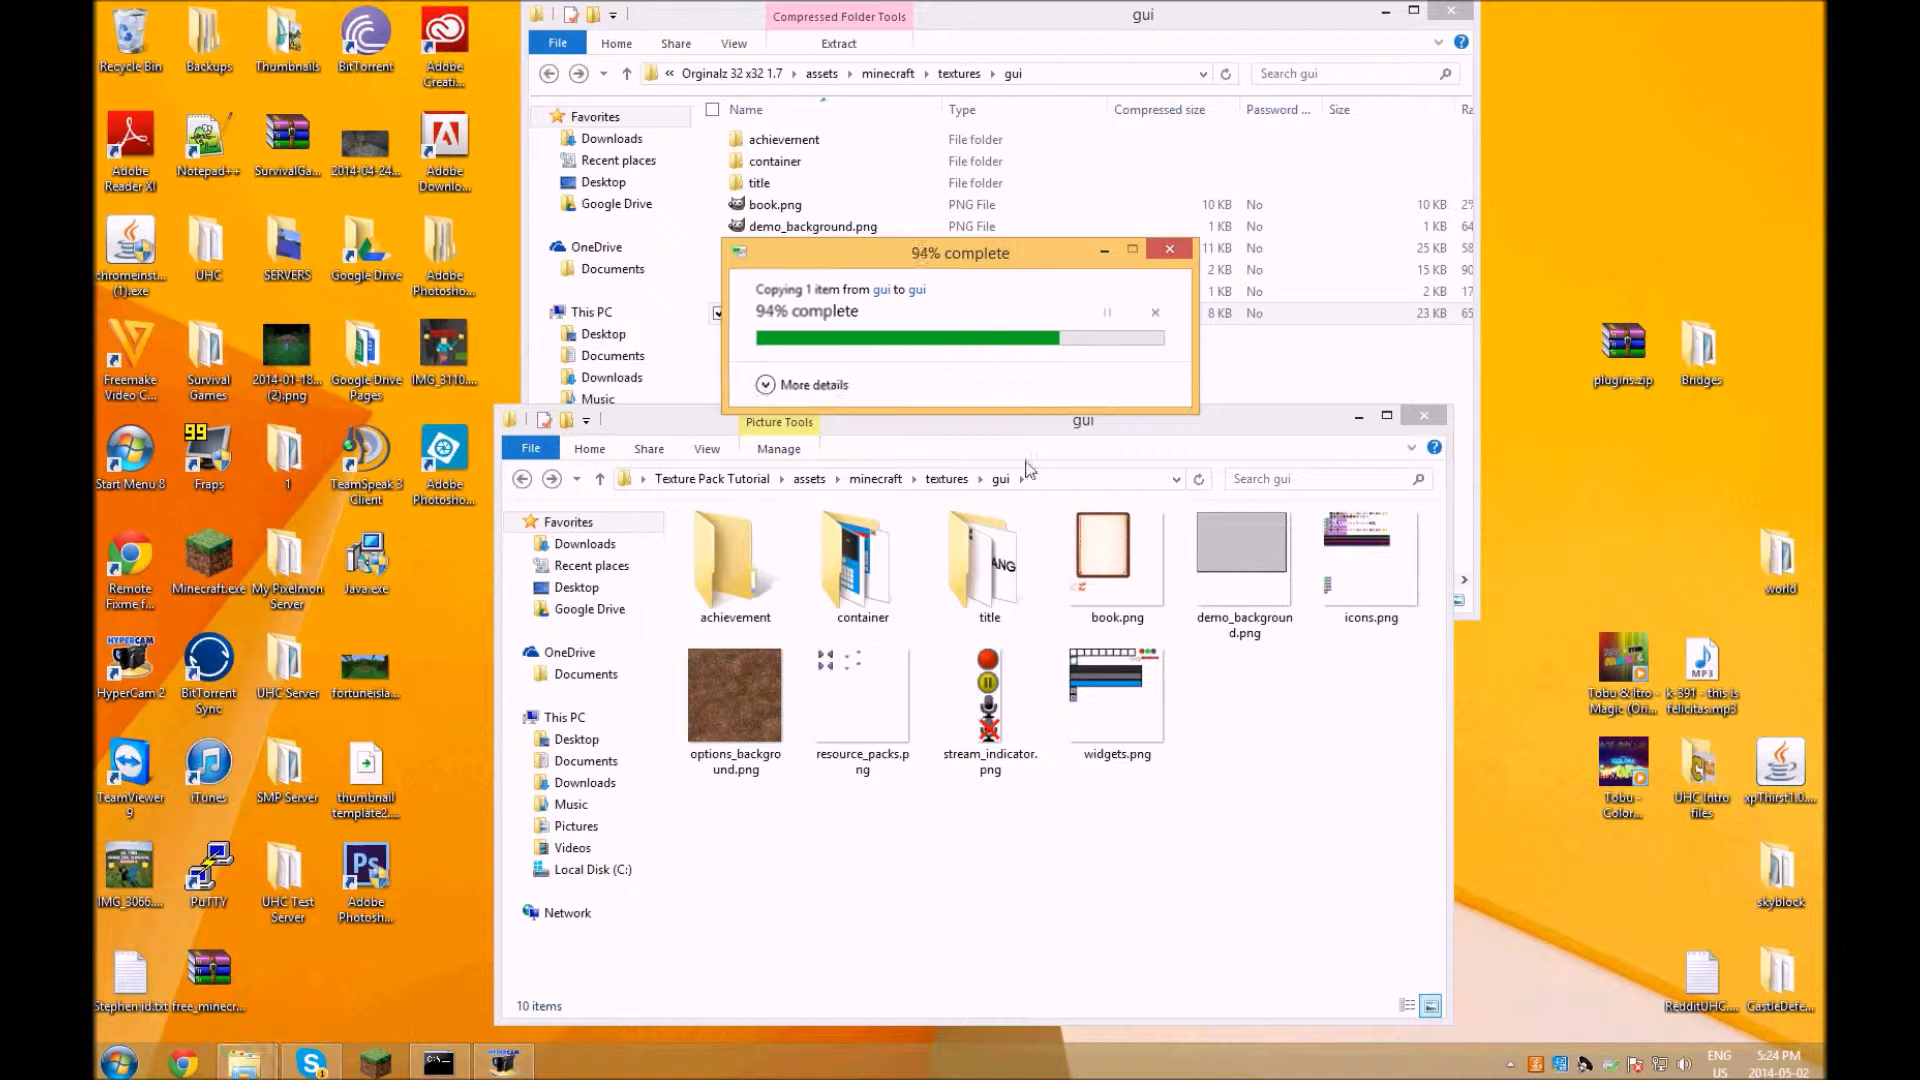 Compressed Folder Tools
gui
File
Home
Share
View
Extract
« Orginalz 32 x32 1.7
assets
minecraft
textures
gui
Search gui
Name
Type
Compressed size
Password ...
Size
Ra
Favorites
Downloads
Recent places
Desktop
Google Drive
OneDrive
Documents
This PC
Desktop
Documents
Downloads
Music
achievement
File folder
container
File folder
title
File folder
book.png
PNG File
10 KB
No
10 KB
2%
demo_background.png
PNG File
1 KB
No
1 KB
64
11 KB
No
25 KB
58
2 KB
No
15 KB
90
1 KB
No
2 KB
17
8 KB
No
23 KB
65
94% complete
Copying 1 item from gui to gui
94% complete
More details
Picture Tools
gui
File
Home
Share
View
Manage
Texture Pack Tutorial
assets
minecraft
textures
gui
Search gui
Favorites
Downloads
Recent places
Desktop
Google Drive
OneDrive
Documents
This PC
Desktop
Documents
Downloads
Music
Pictures
Videos
Local Disk (C:)
Network
ANG
achievement
container
title
book.png
demo_backgroun
d.png
icons.png
options_backgro
und.png
resource_packs.p
ng
stream_indicator.
png
widgets.png
10 items
Recycle Bin
Backups
Thumbnails
BitTorrent
Adobe
Creati...
Adobe
Reader XI
Notepad++
SurvivalGa...
2014-04-24...
Adobe
Downlo...
chromeinst...
(1).exe
UHC
SERVERS
Google Drive
Adobe
Photosho...
Freemake
Video C...
Survival
Games
2014-01-18...
(2).png
Google Drive
Pages
IMG_3110....
99
Start Menu 8
Fraps
1
TeamSpeak 3
Client
Adobe
Photosho...
Remote
Fixme f...
Minecraft.exe
My Pixelmon
Server
Java.exe
HYPERCAM
HyperCam 2
BitTorrent
Sync
UHC Server
fortuneisla...
TeamViewer
9
iTunes
SMP Server
thumbnail
template2....
IMG_3066....
PuTTY
UHC Test
Server
Ps
Adobe
Photosh...
Stephen id.txt
free_minecr...
plugins.zip
Bridges
world
MP3
Tobu & Itro -
Magic (Ori...
k-391 - this is
felicitas.mp3
Tobu -
Color...
UHC Intro
files
xpThirst1.0....
skyblock
RedditUHC....
CastleDefe...
C:\_
HYPERCAM
ENG
US
5:24 PM
2014-05-02